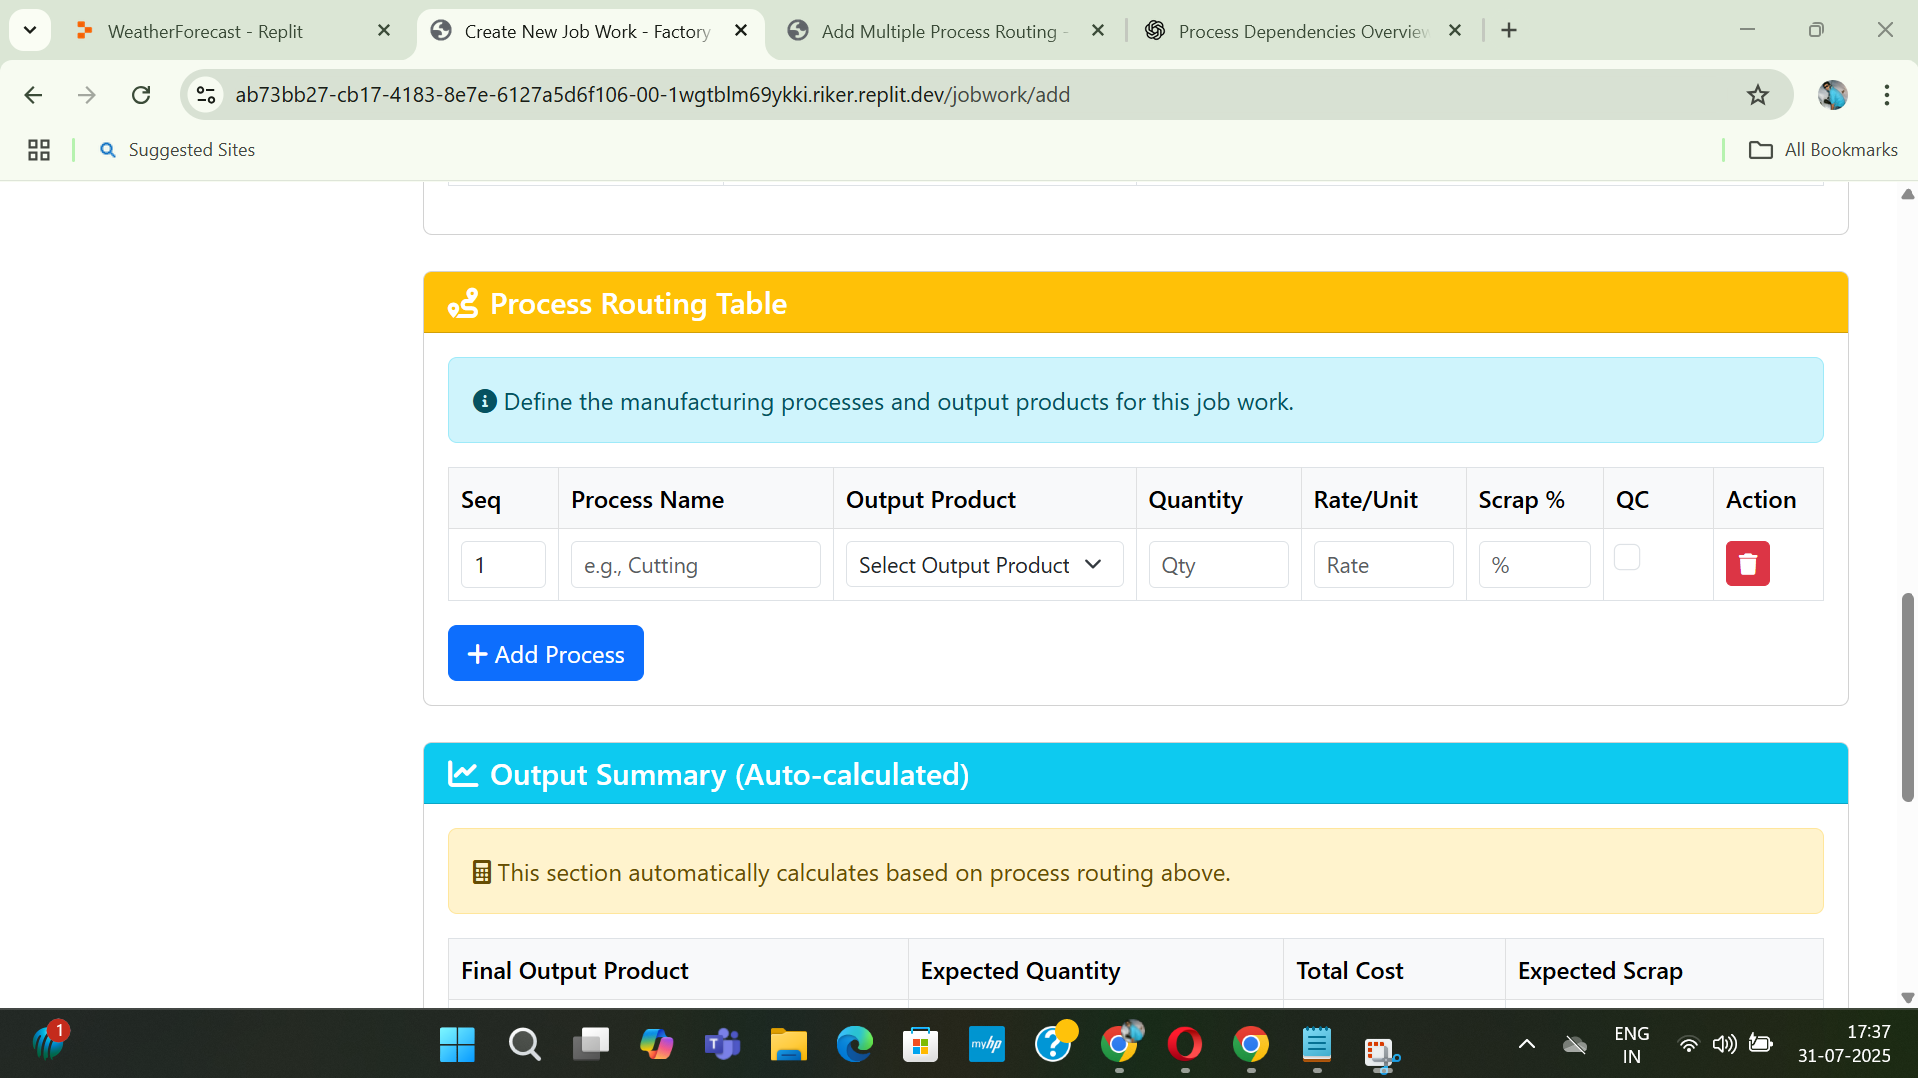 WeatherForecast - Replit
Create New Job Work - Factory
Add Multiple Process Routing -
Process Dependencies Overview
ab73bb27-cb17-4183-8e7e-6127a5d6f106-00-1wgtblm69ykki.riker.replit.dev/jobwork/add
Suggested Sites
All Bookmarks
Process Routing Table
Define the manufacturing processes and output products for this job work.
Seq Process Name Output Product Quantity Rate/Unit Scrap % QC Action
1 e.g., Cutting Select Output Product Qty Rate %
+ Add Process
Output Summary (Auto-calculated)
This section automatically calculates based on process routing above.
Final Output Product Expected Quantity Total Cost Expected Scrap
1
T
myhp
?
ENG
IN
17:37
31-07-2025